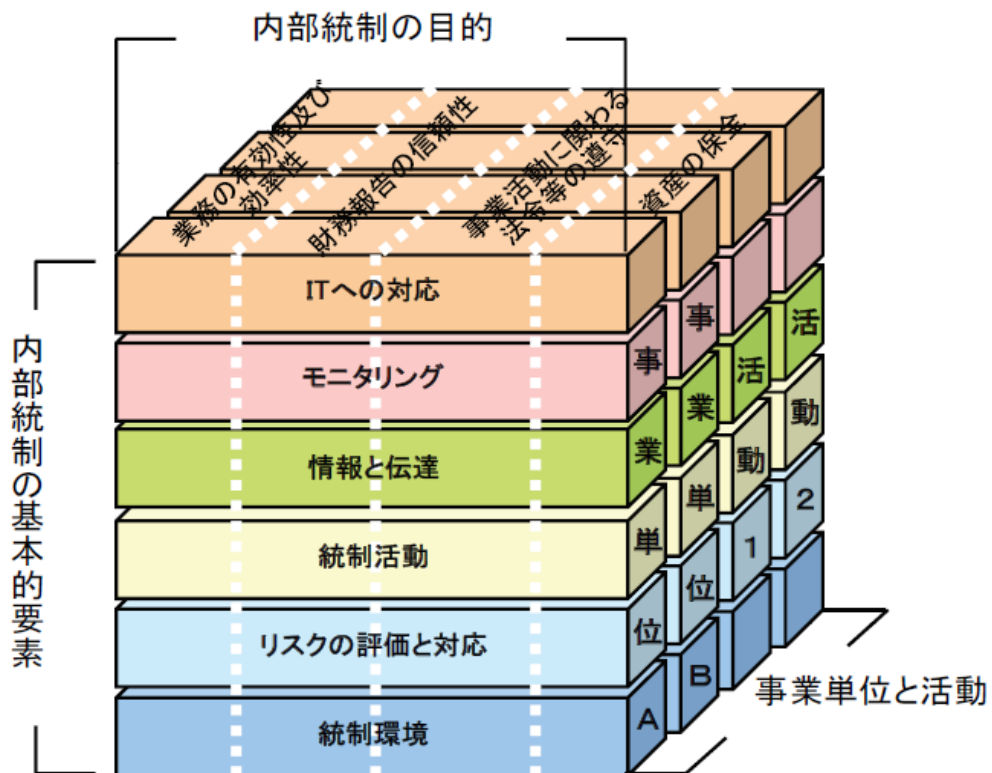 内部統制の目的
業務の有効性及び
効率性
財務報告の信頼性
事業活動に関わる
法令等の遵守
資産の保全
内部統制の基本的要素
ITへの対応
モニタリング
情報と伝達
統制活動
リスクの評価と対応
統制環境
事業単位A
事業単位B
活動1
活動2
事業単位と活動